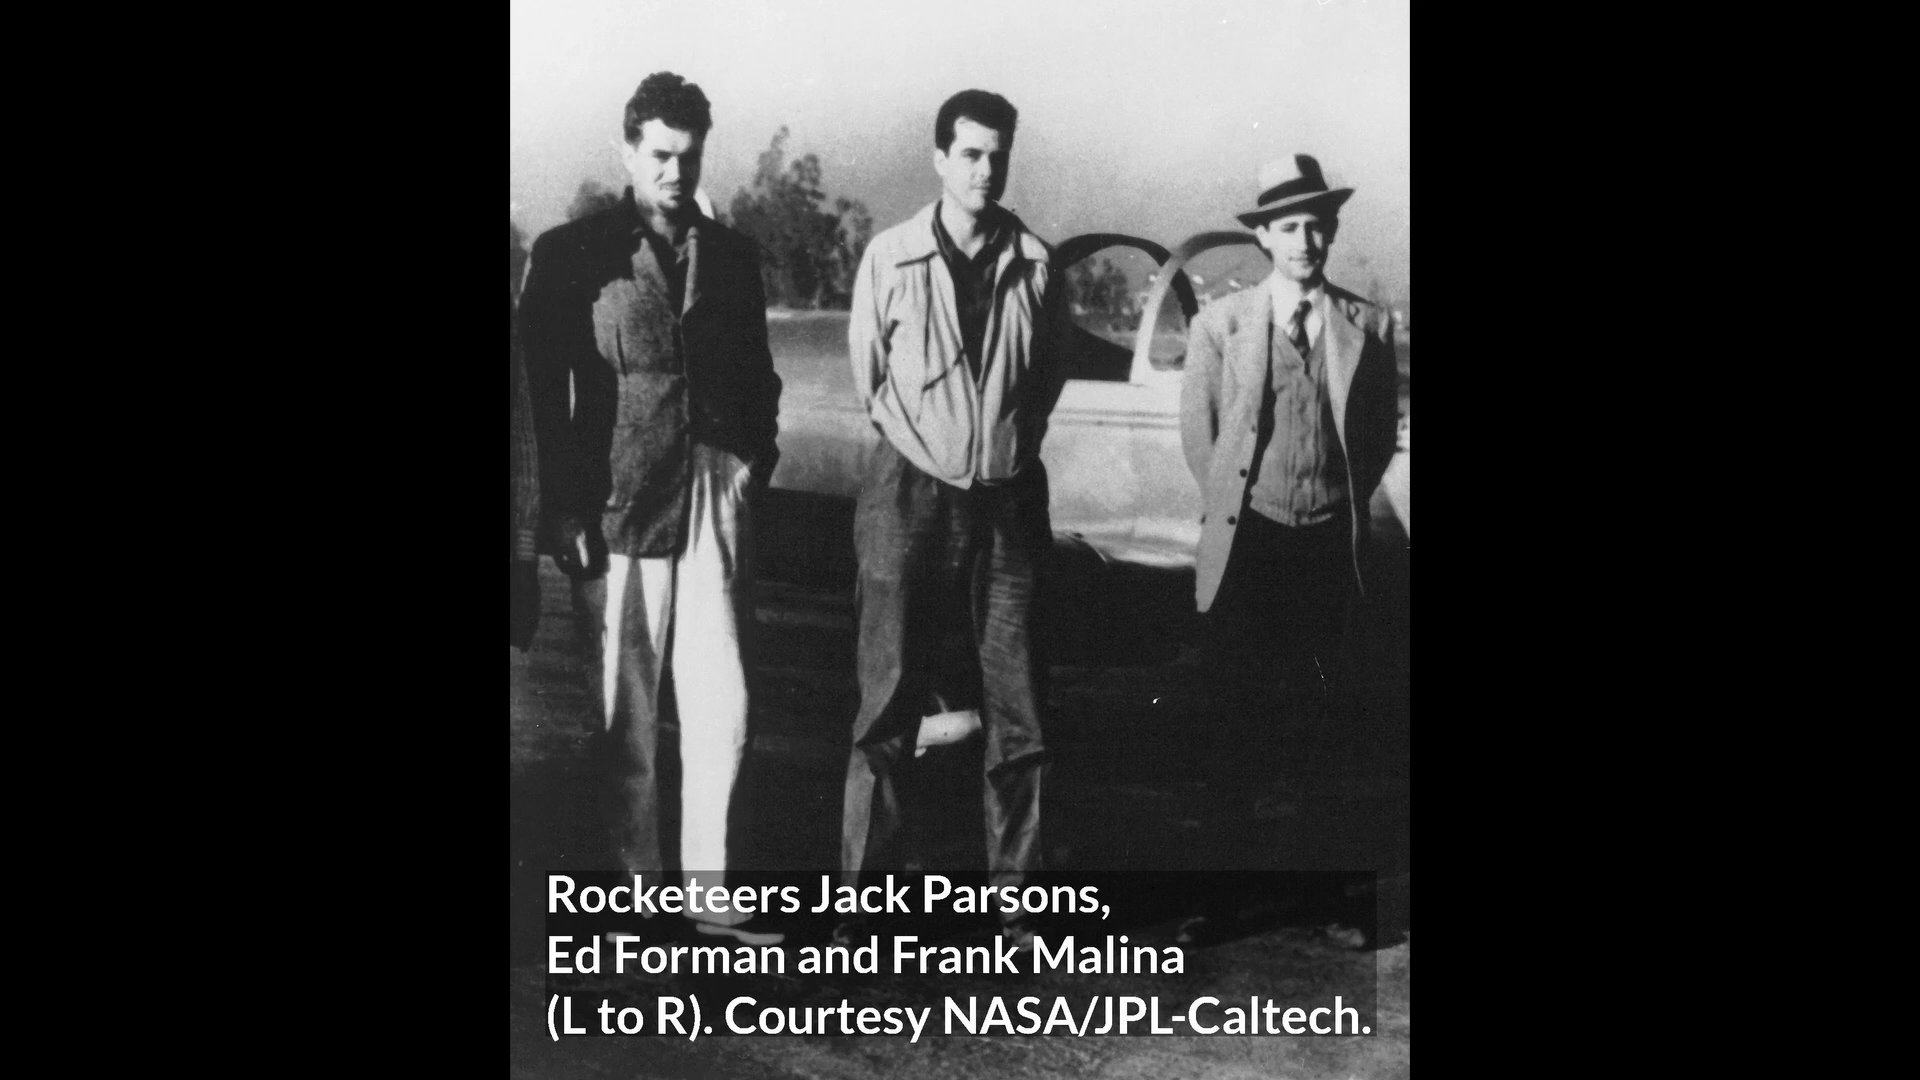 Rocketeers Jack Parsons,
Ed Forman and Frank Malina
(L to R). Courtesy NASA/JPL-Caltech.